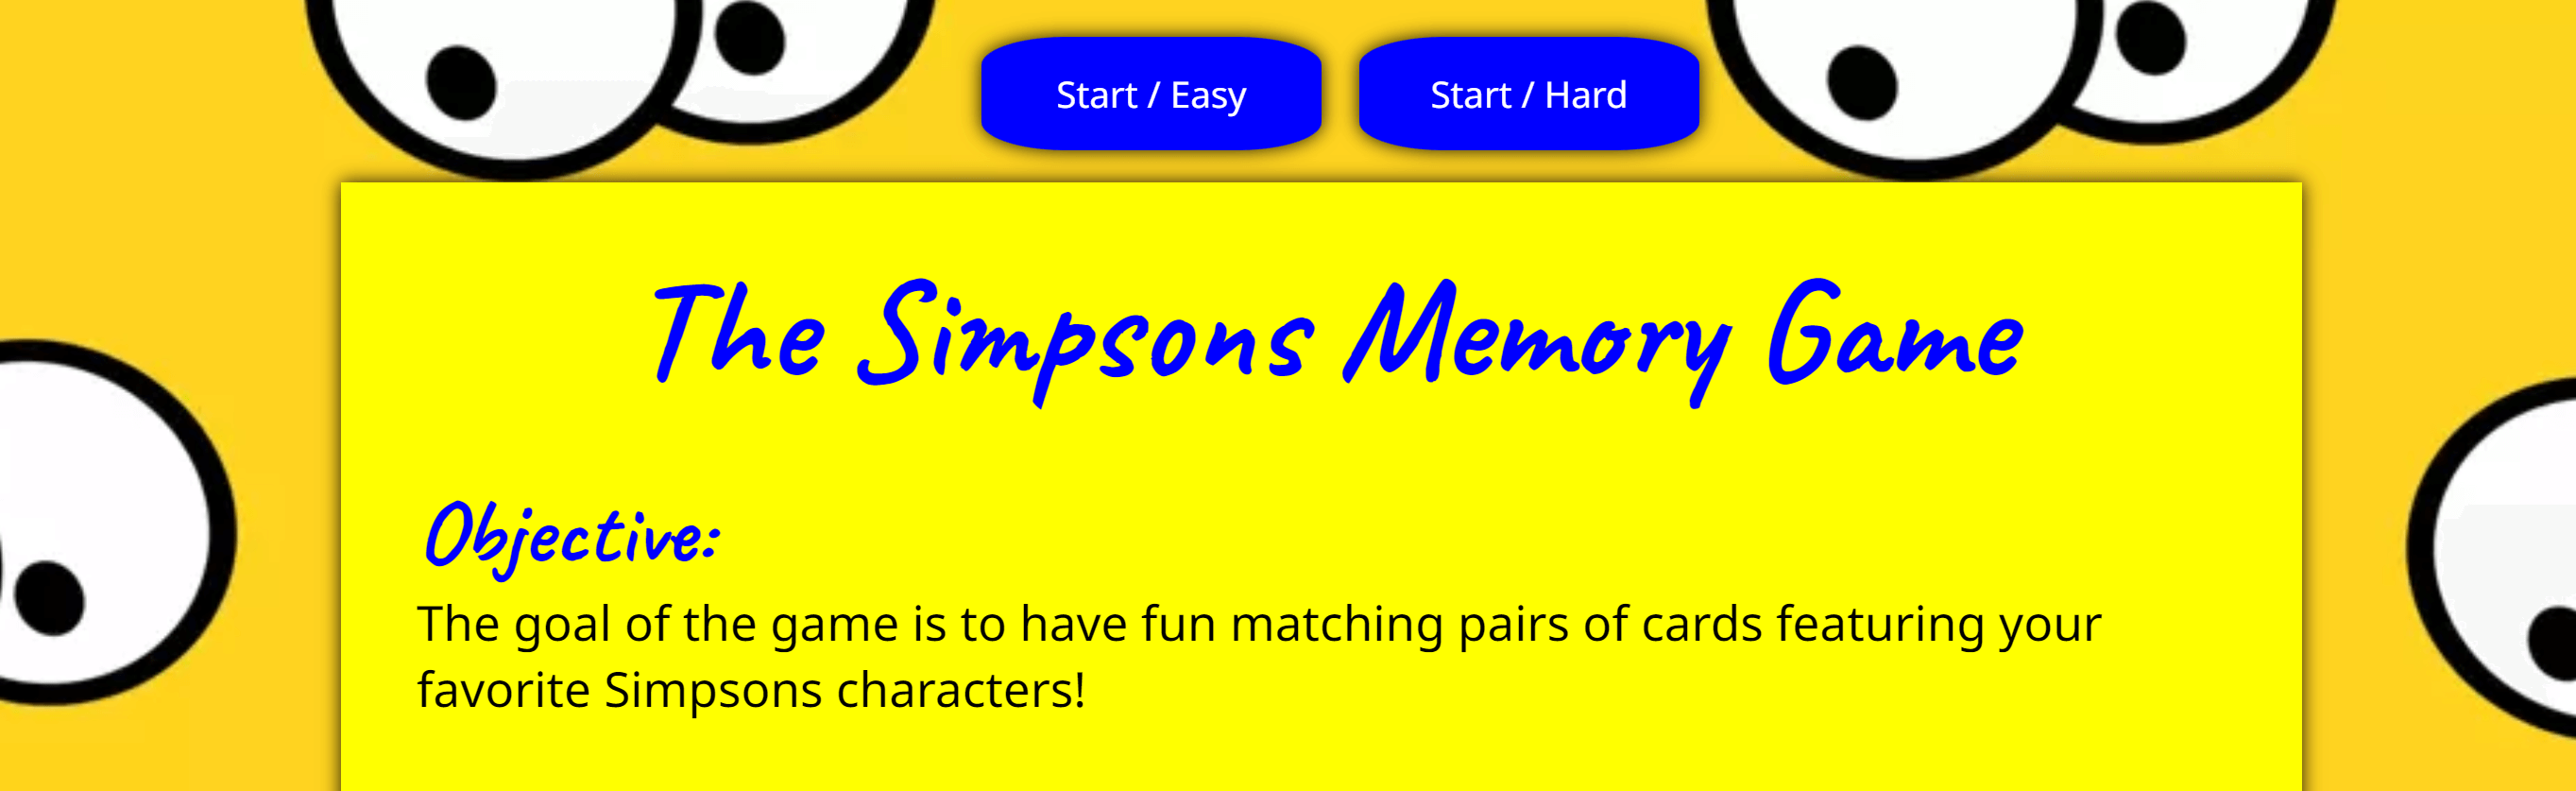 Start / Easy
Start / Hard
The Simpsons Memory Game
Objective:
The goal of the game is to have fun matching pairs of cards featuring your
favorite Simpsons characters!